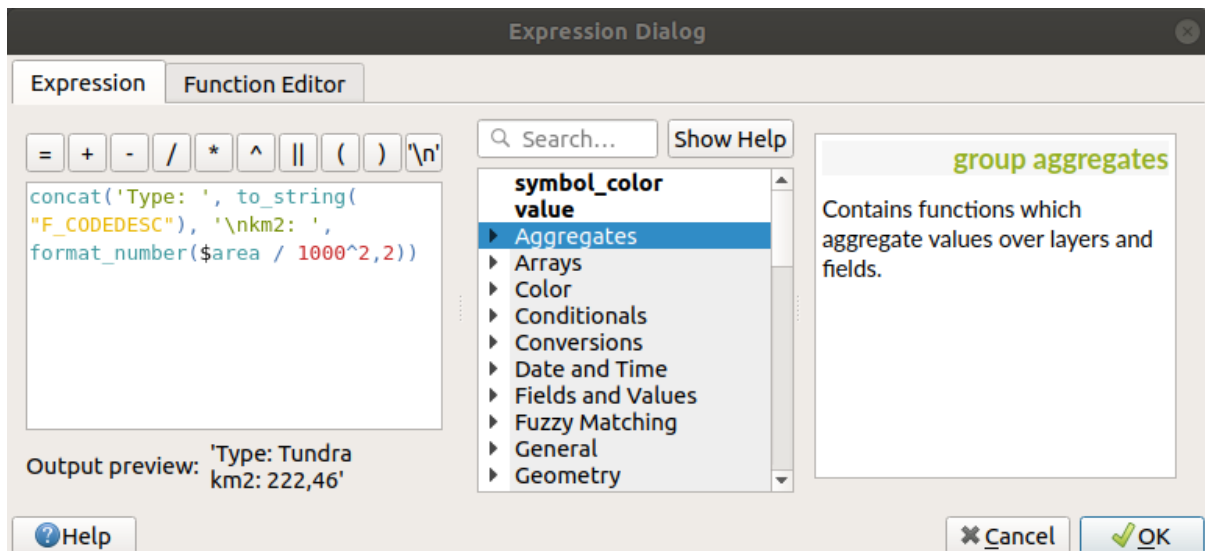 Expression Dialog
Expression
Function Editor
= + - / * ^ || ( ) '\n'
concat('Type: ', to_string(
"F_CODEDESC"), '\nkm2: ',
format_number($area / 1000^2,2))
Output preview: 'Type: Tundra
km2: 222,46'
Search...
Show Help
symbol_color
value
Aggregates
Arrays
Color
Conditionals
Conversions
Date and Time
Fields and Values
Fuzzy Matching
General
Geometry
group aggregates
Contains functions which
aggregate values over layers and
fields.
Help
Cancel
OK